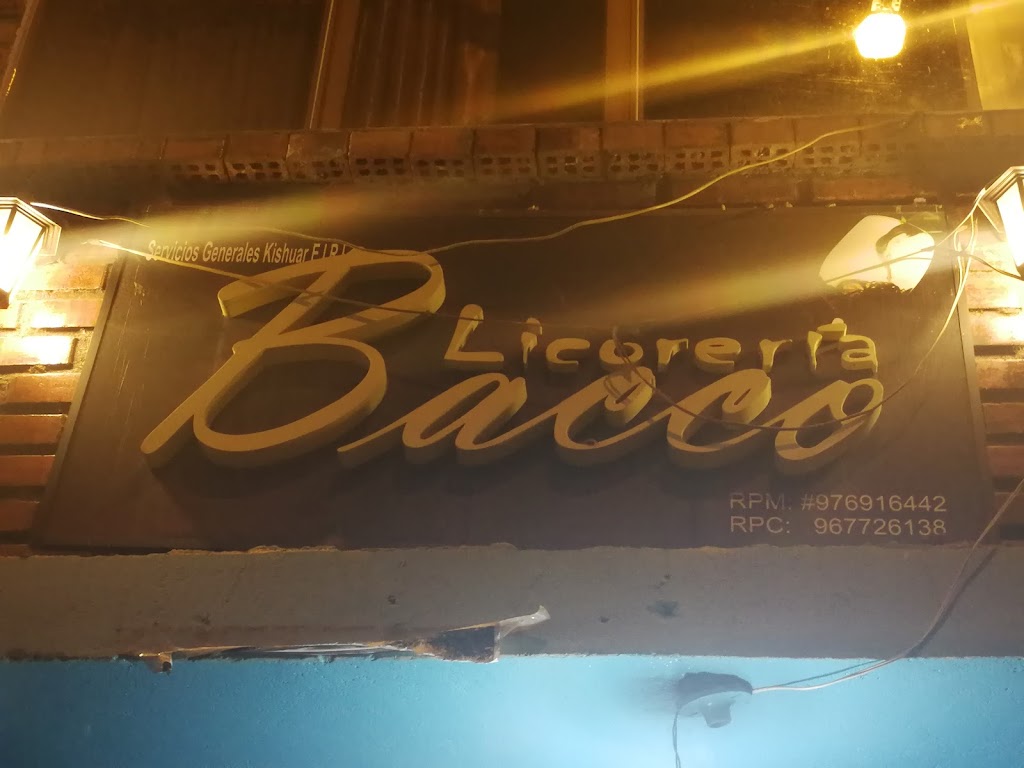 Servicios Generales Kishuar E.I.R.L
Licorería
Bacco
RPM: #976916442
RPC: 967726138